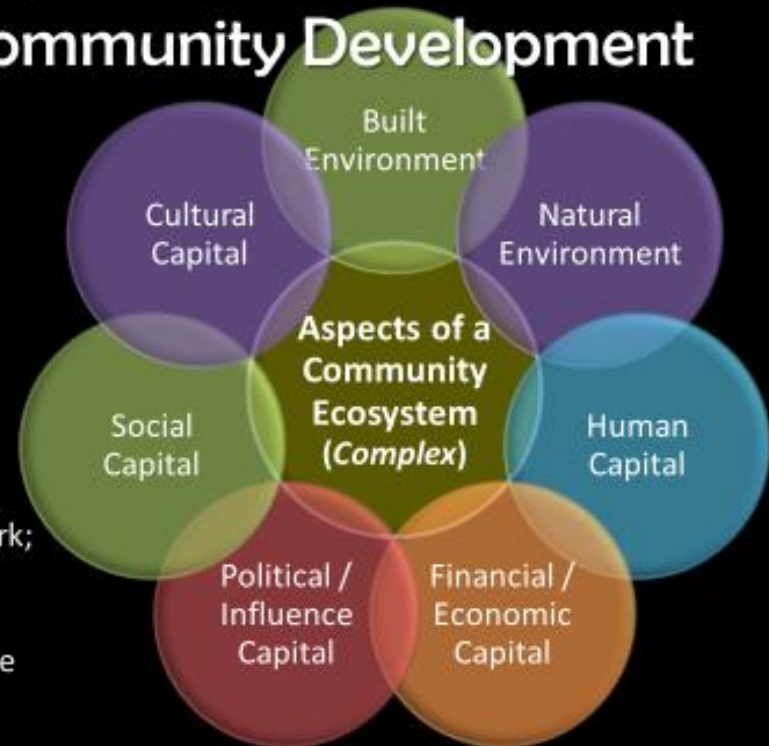 ommunity Development
Built
Environment
Cultural
Capital
Natural
Environment
Aspects of a
Community
Ecosystem
(Complex)
Social
Capital
Human
Capital
rk;
Political /
Influence
Capital
Financial /
Economic
Capital
e